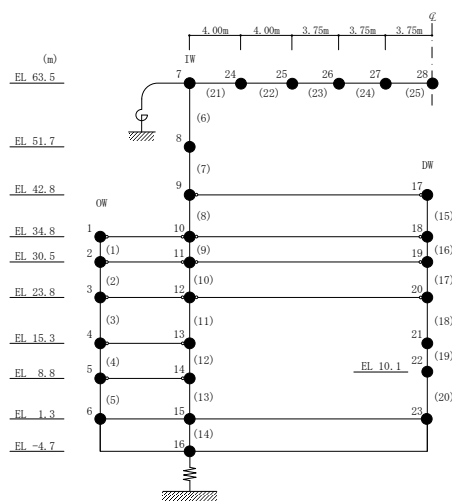 ℄
4.00m 4.00m 3.75m 3.75m 3.75m
(m) IW
EL 63.5 7 24 25 26 27 28
(21) (22) (23) (24) (25)
(6)
EL 51.7 8
(7) DW
EL 42.8 9 17
OW (8) (15)
EL 34.8 1 10 18
(1) (9) (16)
EL 30.5 2 11 19
(2) (10) (17)
EL 23.8 3 12 20
(3) (11) (18)
EL 15.3 4 13 21
(4) (12) (19)
EL 10.1 22
EL 8.8 5 14
(5) (13) (20)
EL 1.3 6 15 23
(14)
EL -4.7 16